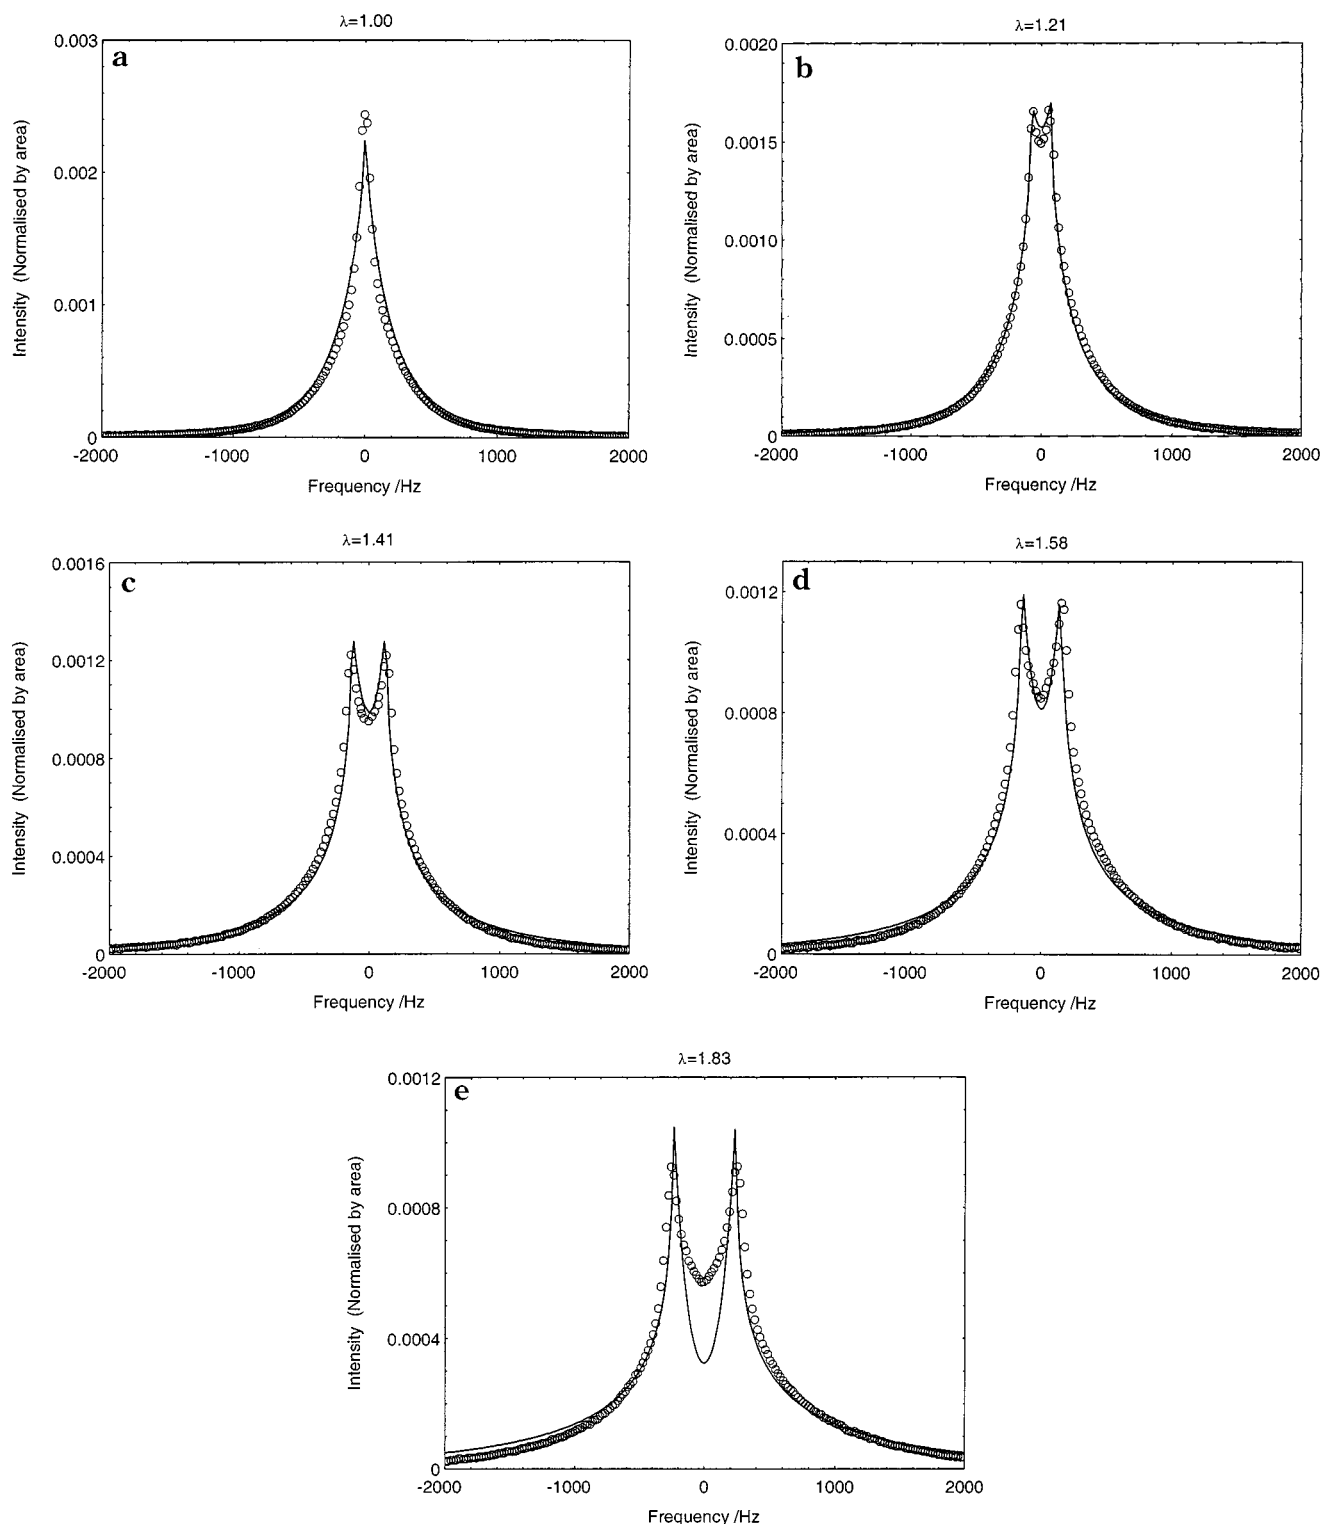 λ=1.00
a
0.003
0.002
0.001
0
-2000 -1000 0 1000 2000
Frequency /Hz
Intensity (Normalised by area)
λ=1.21
b
0.0020
0.0015
0.0010
0.0005
0
-2000 -1000 0 1000 2000
Frequency /Hz
Intensity (Normalised by area)
λ=1.41
c
0.0016
0.0012
0.0008
0.0004
0
-2000 -1000 0 1000 2000
Frequency /Hz
Intensity (Normalised by area)
λ=1.58
d
0.0012
0.0008
0.0004
0
-2000 -1000 0 1000 2000
Frequency /Hz
Intensity (Normalised by area)
λ=1.83
e
0.0012
0.0008
0.0004
0
-2000 -1000 0 1000 2000
Frequency /Hz
Intensity (Normalised by area)